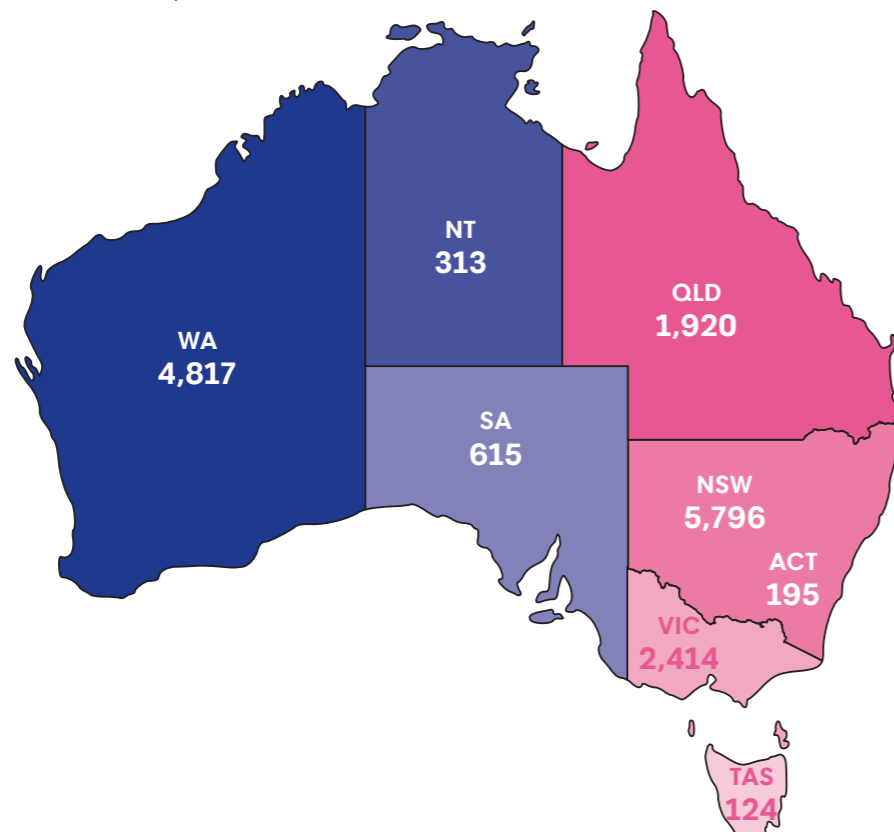 NT
313
QLD
1,920
WA
4,817
SA
615
NSW
5,796
ACT
195
VIC
2,414
TAS
124